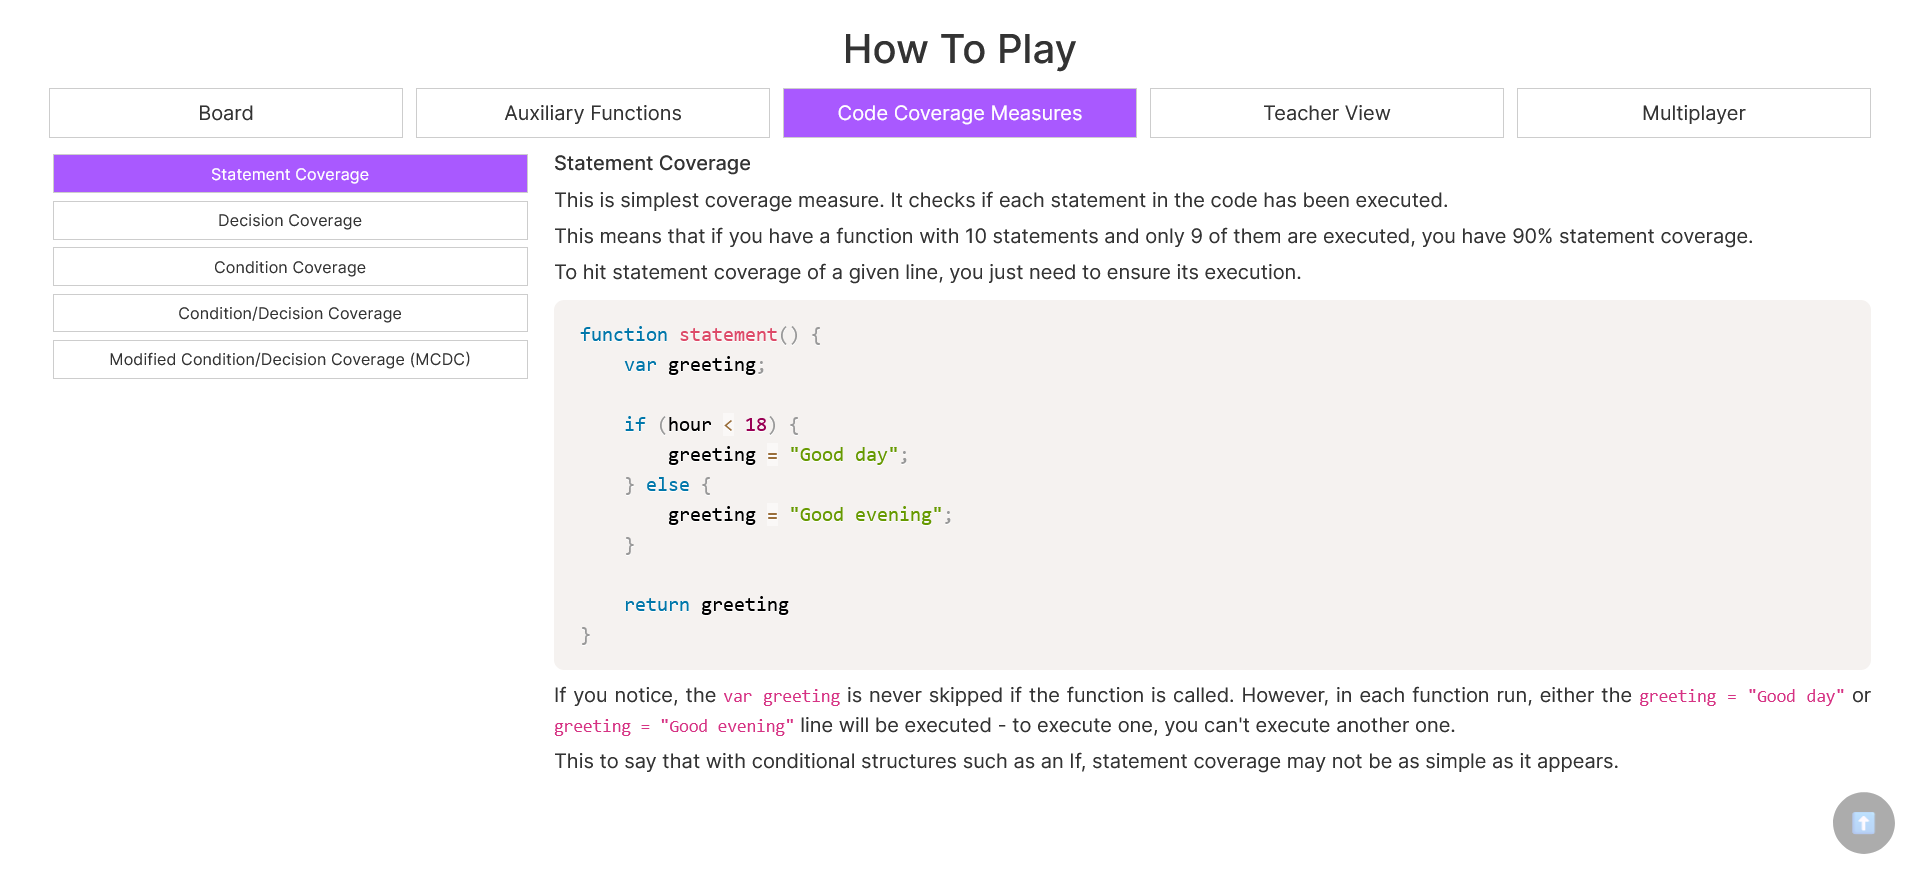 How To Play
Board
Auxiliary Functions
Code Coverage Measures
Teacher View
Multiplayer
Statement Coverage
Decision Coverage
Condition Coverage
Condition/Decision Coverage
Modified Condition/Decision Coverage (MCDC)
Statement Coverage
This is simplest coverage measure. It checks if each statement in the code has been executed.
This means that if you have a function with 10 statements and only 9 of them are executed, you have 90% statement coverage.
To hit statement coverage of a given line, you just need to ensure its execution.
function statement() {
    var greeting;
    if (hour < 18) {
        greeting = "Good day";
    } else {
        greeting = "Good evening";
    }
    return greeting
}
If you notice, the var greeting is never skipped if the function is called. However, in each function run, either the greeting = "Good day" or
greeting = "Good evening" line will be executed - to execute one, you can't execute another one.
This to say that with conditional structures such as an If, statement coverage may not be as simple as it appears.